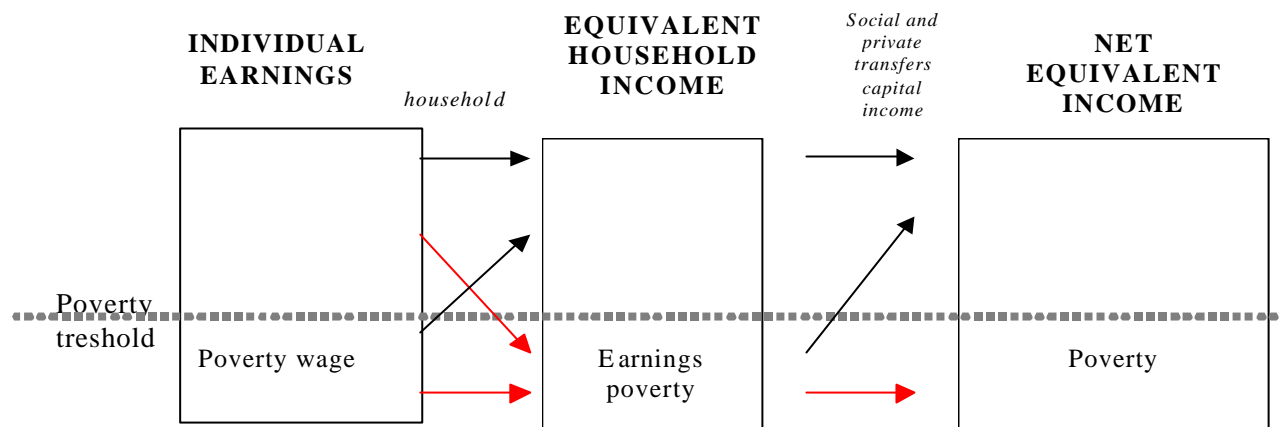 INDIVIDUAL
EARNINGS
household
EQUIVALENT
HOUSEHOLD
INCOME
Social and
private
transfers
capital
income
NET
EQUIVALENT
INCOME
Poverty
treshold
Poverty wage
Earnings
poverty
Poverty